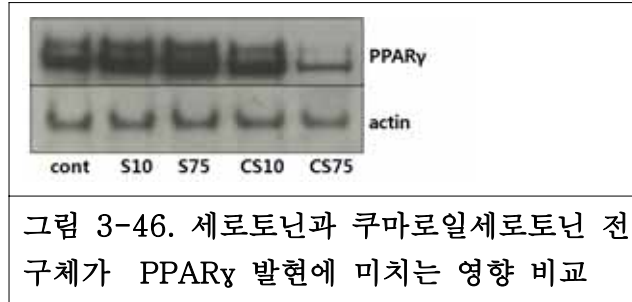 PPARγ
actin
cont S10 S75 CS10 CS75
그림 3-46. 세로토닌과 쿠마로일세로토닌 전
구체가 PPARγ 발현에 미치는 영향 비교